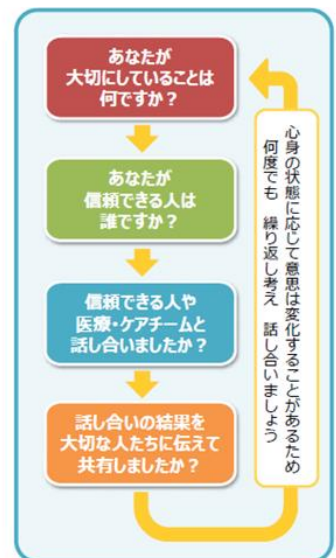 あなたが
大切にしていることは
何ですか？
あなたが
信頼できる人は
誰ですか？
信頼できる人や
医療・ケアチームと
話し合いましたか？
話し合いの結果を
大切な人たちに伝えて
共有しましたか？
心身の状態に応じて意思は変化することがあるため
何度でも 繰り返し考え 話し合いましょう